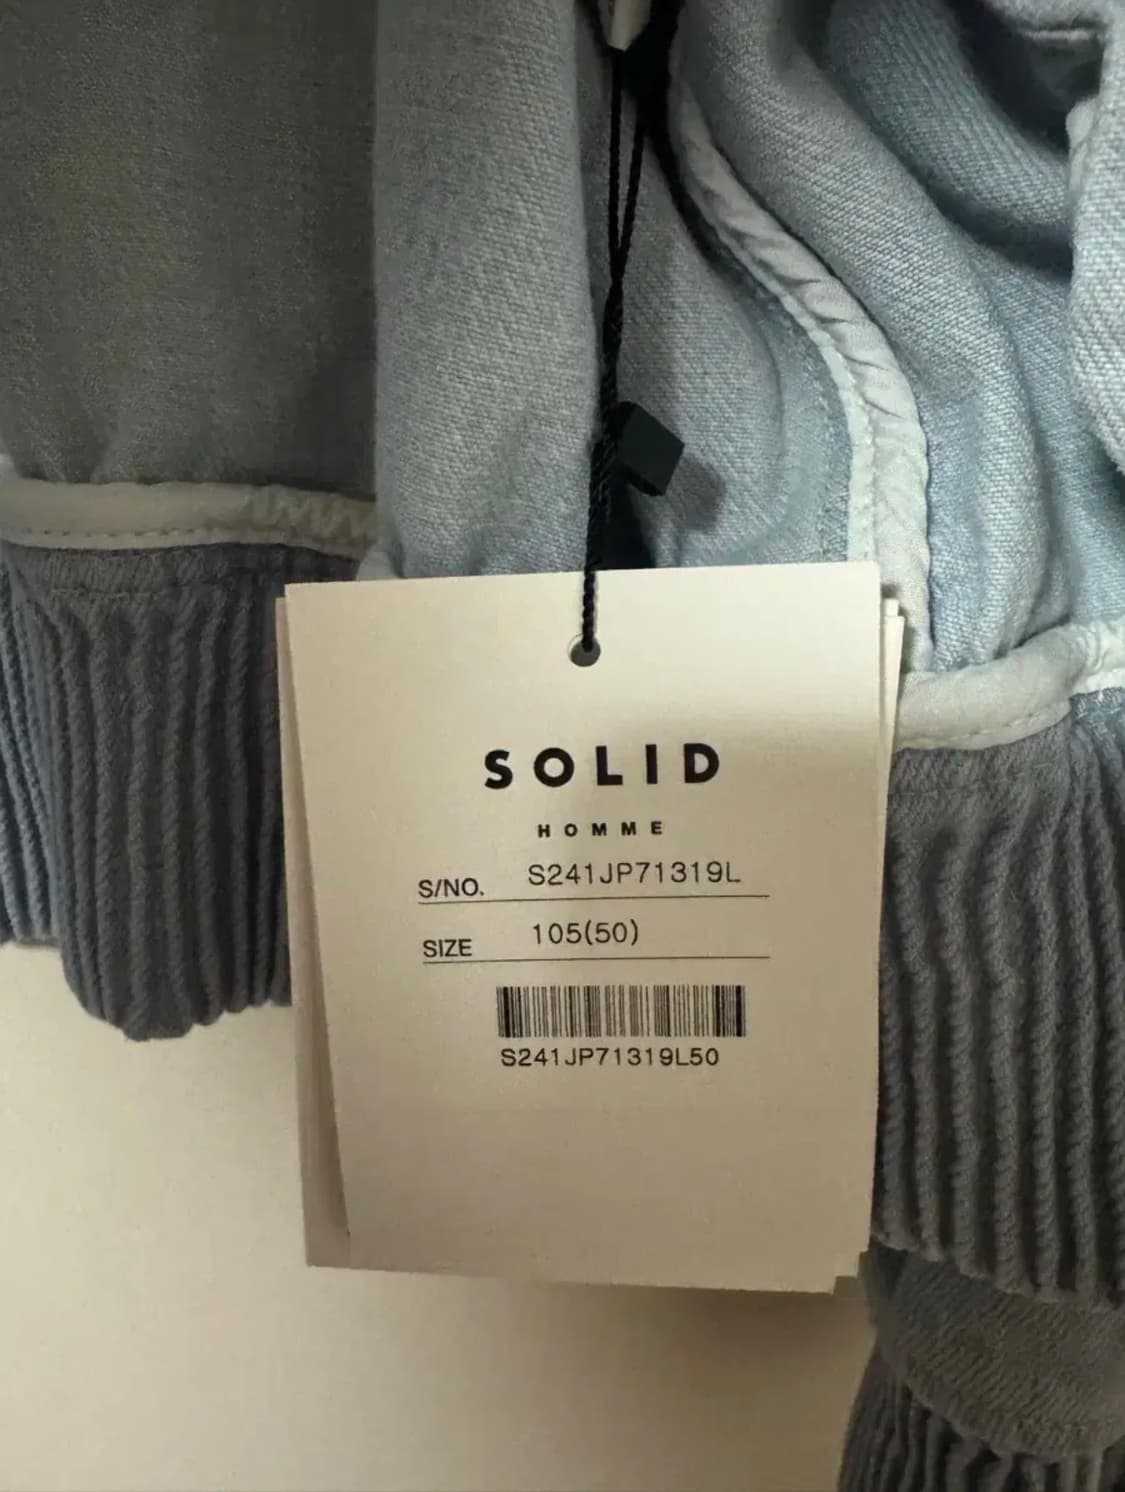 SOLID
HOMME
S/NO. S241JP71319L
SIZE 105(50)
S241JP71319L50